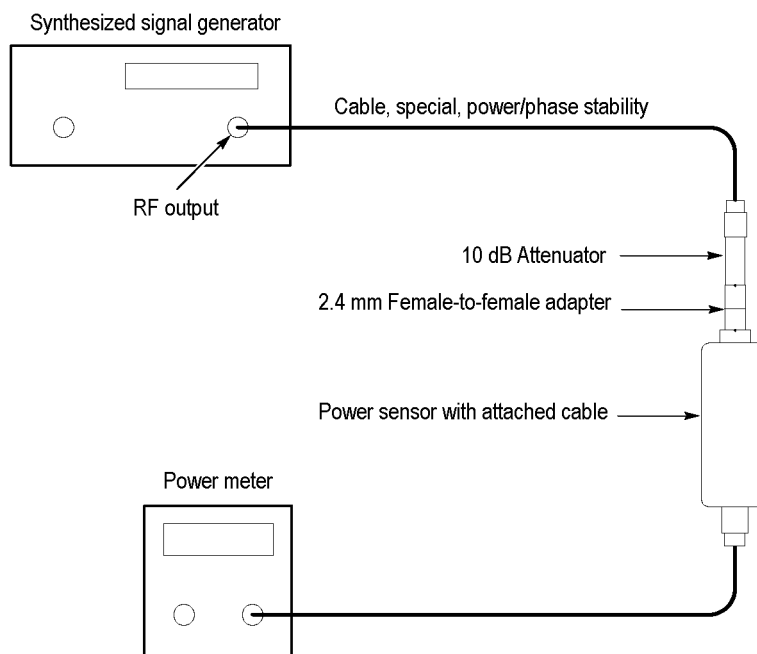 Synthesized signal generator
Cable, special, power/phase stability
RF output
10 dB Attenuator
2.4 mm Female-to-female adapter
Power sensor with attached cable
Power meter